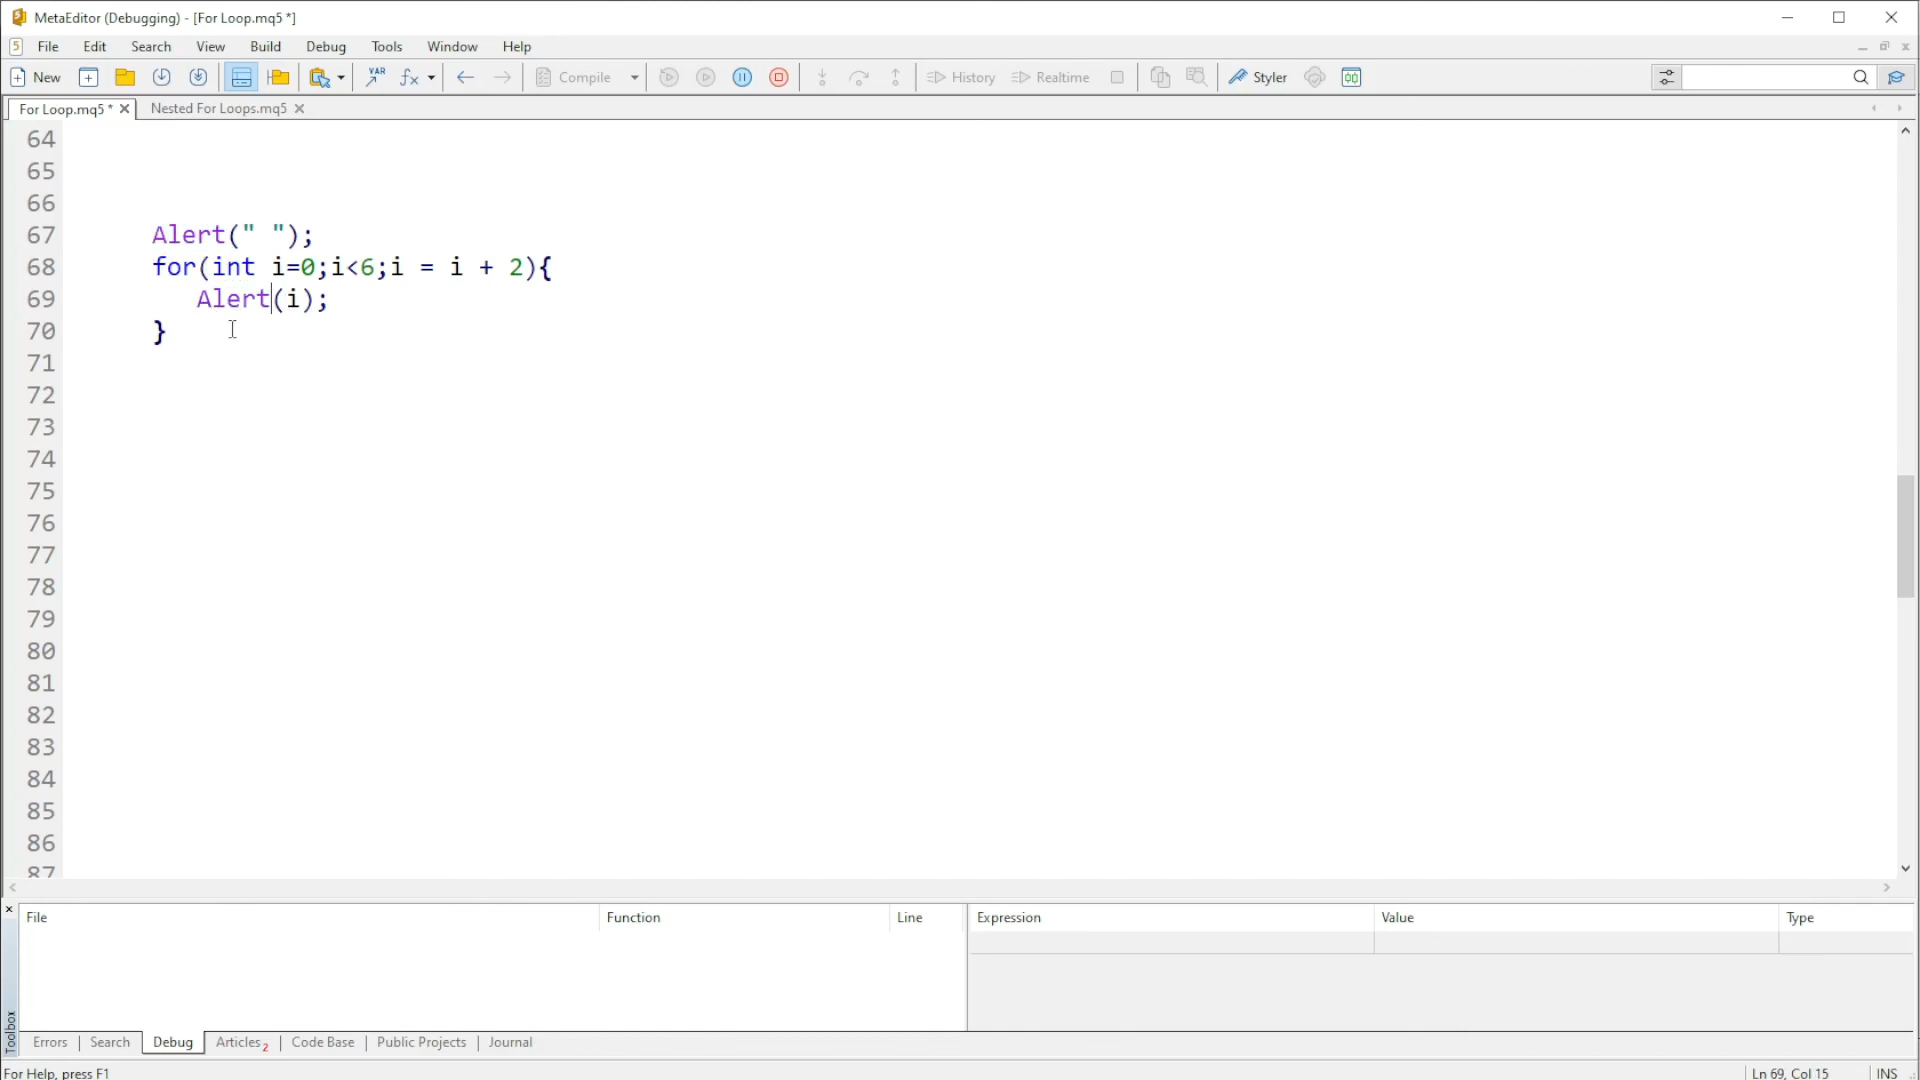 MetaEditor (Debugging) - [For Loop.mq5 *]
5 File Edit Search View Build Debug Tools Window Help
New VAR fx Compile History Realtime Styler
For Loop.mq5 * Nested For Loops.mq5
64
65
66
67 Alert(" ");
68 for(int i=0;i<6;i = i + 2){
69 Alert(i);
70 }
71
72
73
74
75
76
77
78
79
80
81
82
83
84
85
86
87
File Function Line Expression Value Type
Toolbox
Errors Search Debug Articles 2 Code Base Public Projects Journal
For Help, press F1 Ln 69, Col 15 INS